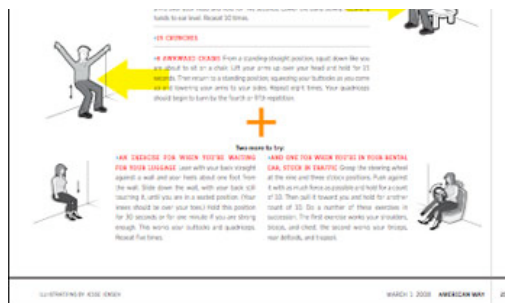 hands to ear level. Repeat 10 times.
•15 CRUNCHES
•8 AWKWARD CHAIRS From a standing-straight position, squat down like you
are about to sit on a chair. Lift your arms up over your head and hold for 15
seconds. Then return to a standing position, squeezing your buttocks as you come
up and lowering your arms to your sides. Repeat eight times. Your quadriceps
should begin to burn by the fourth or fifth repetition.
Two more to try:
•AN EXERCISE FOR WHEN YOU'RE WAITING
FOR YOUR LUGGAGE Lean with your back straight
against a wall and your heels about one foot from
the wall. Slide down the wall, with your back still
touching it, until you are in a seated position. (Your
knees should be over your toes.) Hold this position
for 30 seconds or for one minute if you are strong
enough. This works your buttocks and quadriceps.
Repeat five times.
•AND ONE FOR WHEN YOU'RE IN YOUR RENTAL
CAR, STUCK IN TRAFFIC Grasp the steering wheel
at the nine and three o'clock positions. Push against
it with as much force as possible and hold for a count
of 10. Then pull it toward you and hold for another
count of 10. Do a number of these exercises in
succession. The first exercise works your shoulders,
triceps, and chest; the second works your biceps,
rear deltoids, and
ILLUSTRATIONS BY JESSE
MARCH 1 2008 AMERICAN WAY